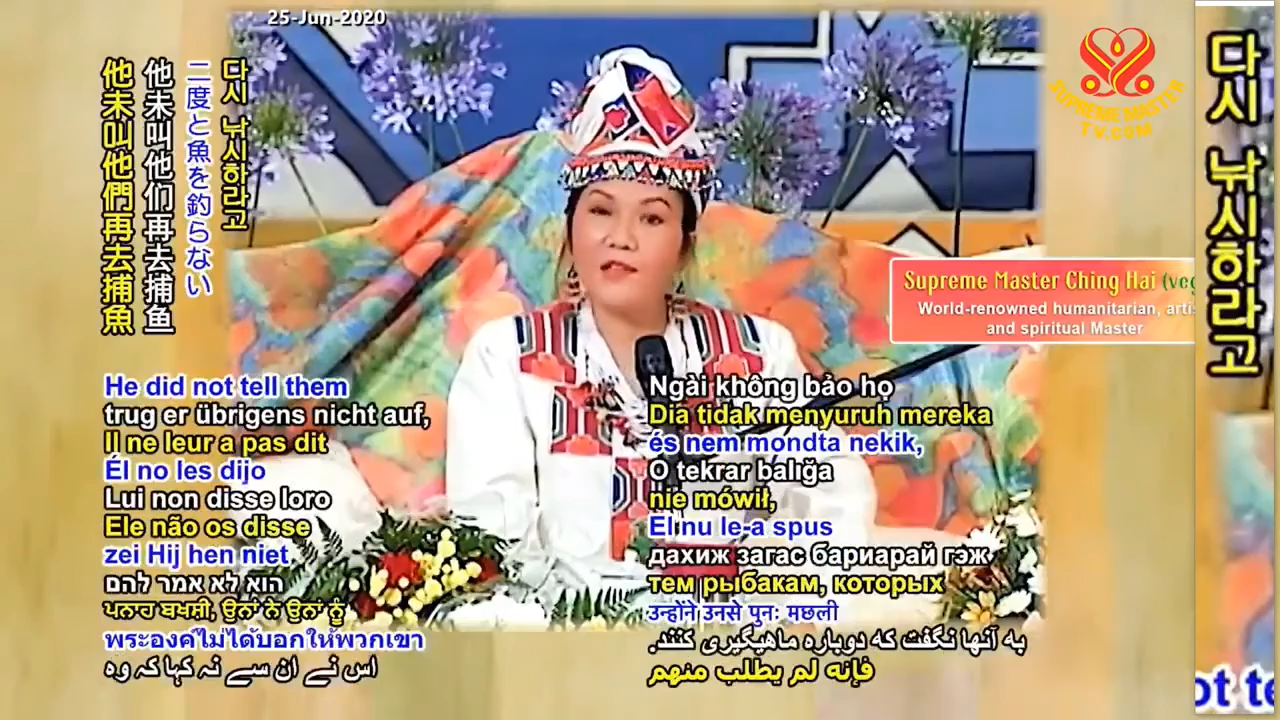 25-Jun-2020
SUPREME MASTER
TV.COM
다시 낚시하라고
二度と魚を釣らない
他未叫他们再去捕鱼
他未叫他們再去捕魚
Supreme Master Ching Hai (veg
World-renowned humanitarian, artis
and spiritual Master
He did not tell them
trug er übrigens nicht auf,
Il ne leur a pas dit
Él no les dijo
Lui non disse loro
Ele não os disse
zei Hij hen niet
הוא לא אמר להם
ਪਨਾਹ ਬਖਸ਼ੀ, ਉਨਾਂ ਨੇ ਉਨਾਂ ਨੂੰ
พระองค์ไม่ได้บอกให้พวกเขา
اس نے ان سے نہ کہا کہ وہ
Ngài không bảo họ
Dia tidak menyuruh mereka
és nem mondta nekik,
O tekrar balığa
nie mówił,
El nu le-a spus
дахиж загас бариарай гэж
тем рыбакам, которых
उन्होंने उनसे पुनः मछली
به آنها نگفت که دوباره ماهیگیری کنند.
فإنه لم يطلب منهم
다시 낚시하라고
ot te